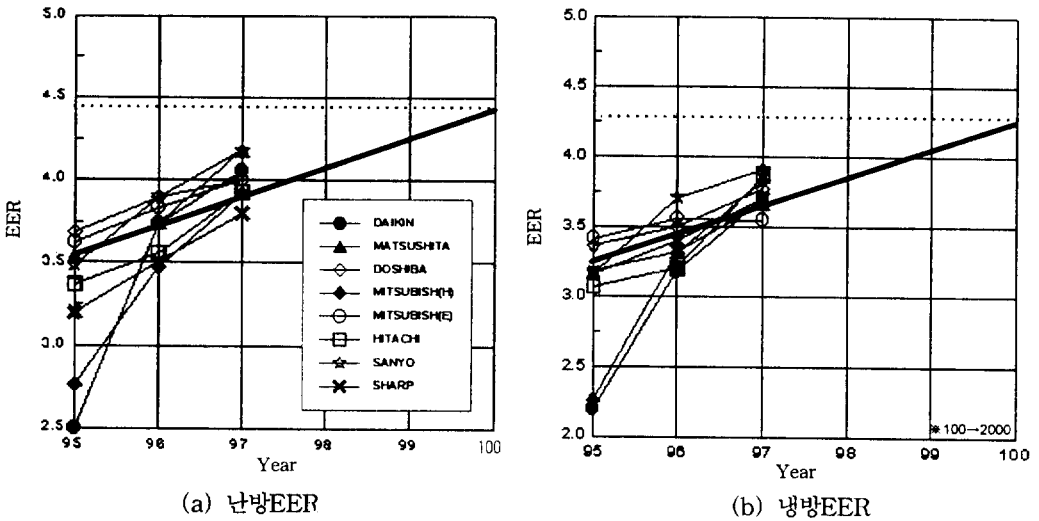 5.0
4.5
4.0
3.5
3.0
2.5
EER
95
96
97
98
99
100
Year
DAIKIN
MATSUSHITA
DOSHIBA
MITSUBISH(H)
MITSUBISH(E)
HITACHI
SANYO
SHARP
(a) 난방EER
5.0
4.5
4.0
3.5
3.0
2.5
2.0
EER
95
96
97
98
99
100
※100→2000
Year
(b) 냉방EER